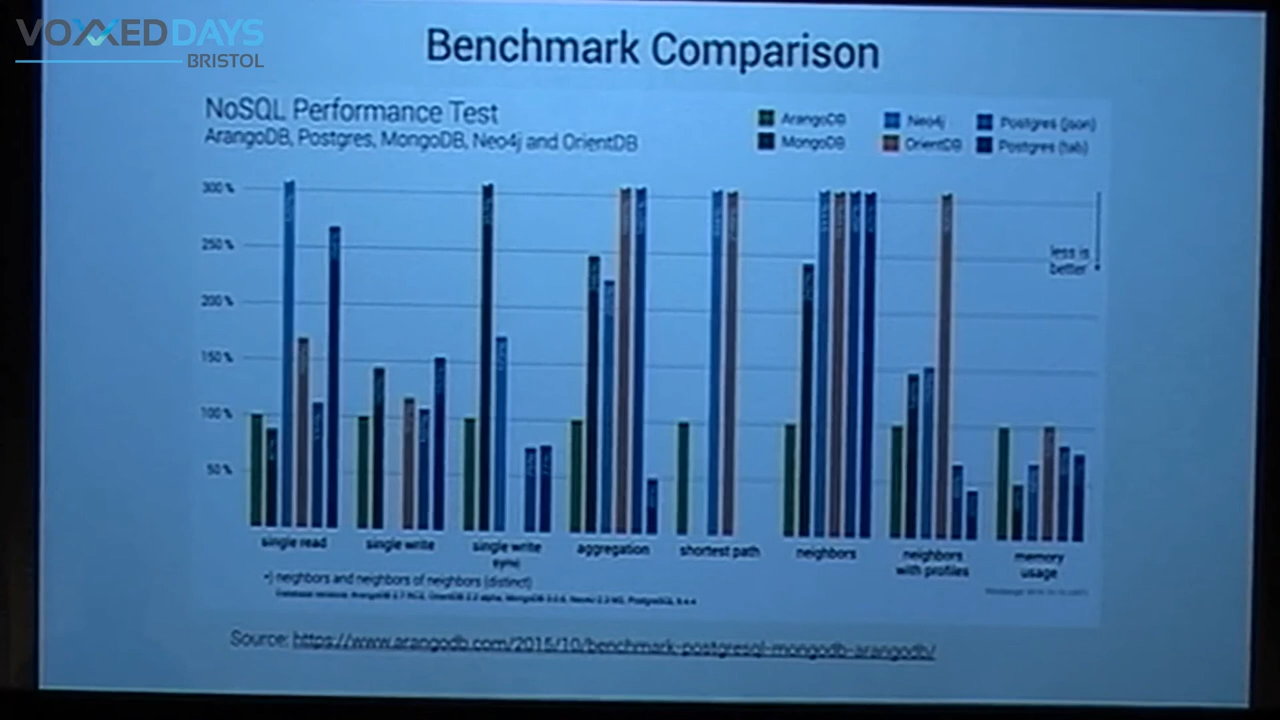 VOXXED DAYS
BRISTOL
Benchmark Comparison
NoSQL Performance Test
ArangoDB, Postgres, MongoDB, Neo4j and OrientDB
ArangoDB Neo4j Postgres (json)
MongoDB OrientDB Postgres (tab)
300 %
250 %
200 %
150 %
100 %
50 %
less is
better
single read
single write
single write
sync
aggregation
shortest path
neighbors
neighbors
with profiles
memory
usage
*) neighbors and neighbors of neighbors (distinct)
Source: https://www.arangodb.com/2015/10/benchmark-postgresql-mongodb-arangodb/